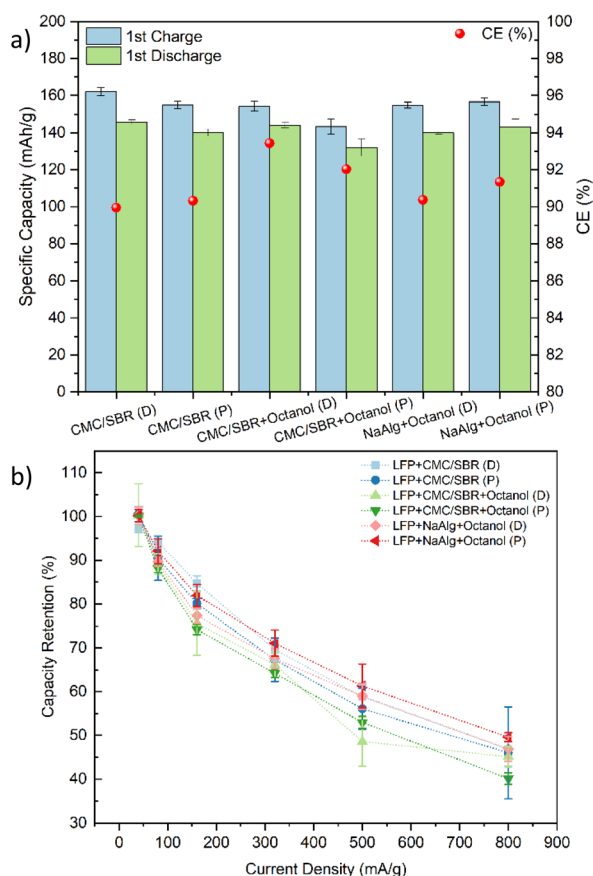 a)
1st Charge
1st Discharge
CE (%)
Specific Capacity (mAh/g)
200
180
160
140
120
100
80
60
40
20
0
CE (%)
100
98
96
94
92
90
88
86
84
82
80
CMC/SBR (D)
CMC/SBR (P)
CMC/SBR+Octanol (D)
CMC/SBR+Octanol (P)
NaAlg+Octanol (D)
NaAlg+Octanol (P)
b)
LFP+CMC/SBR (D)
LFP+CMC/SBR (P)
LFP+CMC/SBR+Octanol (D)
LFP+CMC/SBR+Octanol (P)
LFP+NaAlg+Octanol (D)
LFP+NaAlg+Octanol (P)
Capacity Retention (%)
110
100
90
80
70
60
50
40
30
0 100 200 300 400 500 600 700 800 900
Current Density (mA/g)